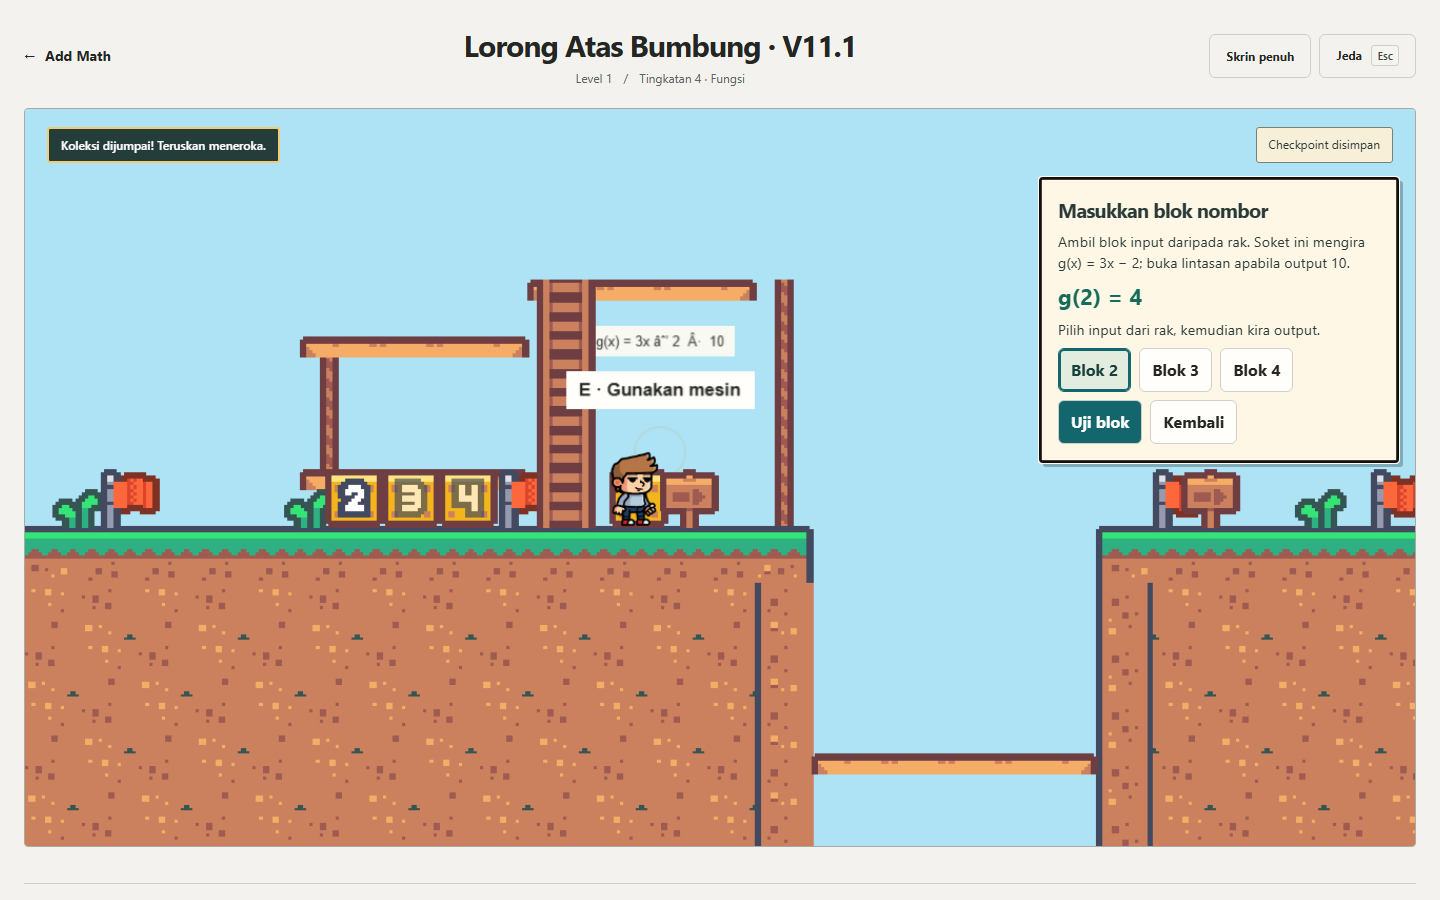 ← Add Math
Lorong Atas Bumbung · V11.1
Level 1 / Tingkatan 4 · Fungsi
Skrin penuh
Jeda Esc
Koleksi dijumpai! Teruskan meneroka.
Checkpoint disimpan
Masukkan blok nombor
Ambil blok input daripada rak. Soket ini mengira
g(x) = 3x − 2; buka lintasan apabila output 10.
g(2) = 4
Pilih input dari rak, kemudian kira output.
Blok 2 Blok 3 Blok 4
Uji blok Kembali
g(x) = 3x âˆ’ 2 Â· 10
E · Gunakan mesin
2 3 4